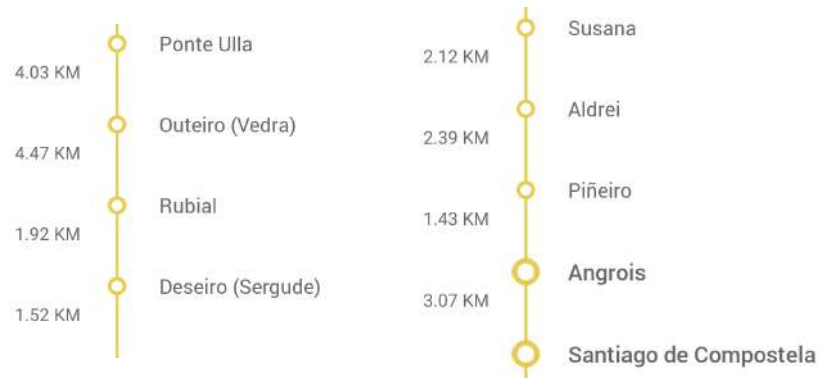 Ponte Ulla
4.03 KM
Outeiro (Vedra)
4.47 KM
Rubial
1.92 KM
Deseiro (Sergude)
1.52 KM
Susana
2.12 KM
Aldrei
2.39 KM
Piñeiro
1.43 KM
Angrois
3.07 KM
Santiago de Compostela